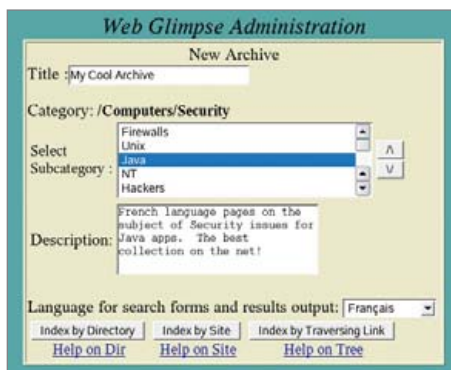 Web Glimpse Administration
New Archive
Title : My Cool Archive
Category: /Computers/Security
Firewalls
Unix
Select Subcategory :
Java
NT
Hackers
/\
\/
Description:
French language pages on the
subject of Security issues for
Java apps. The best
collection on the net!
Language for search forms and results output: Français
Index by Directory Index by Site Index by Traversing Link
Help on Dir Help on Site Help on Tree